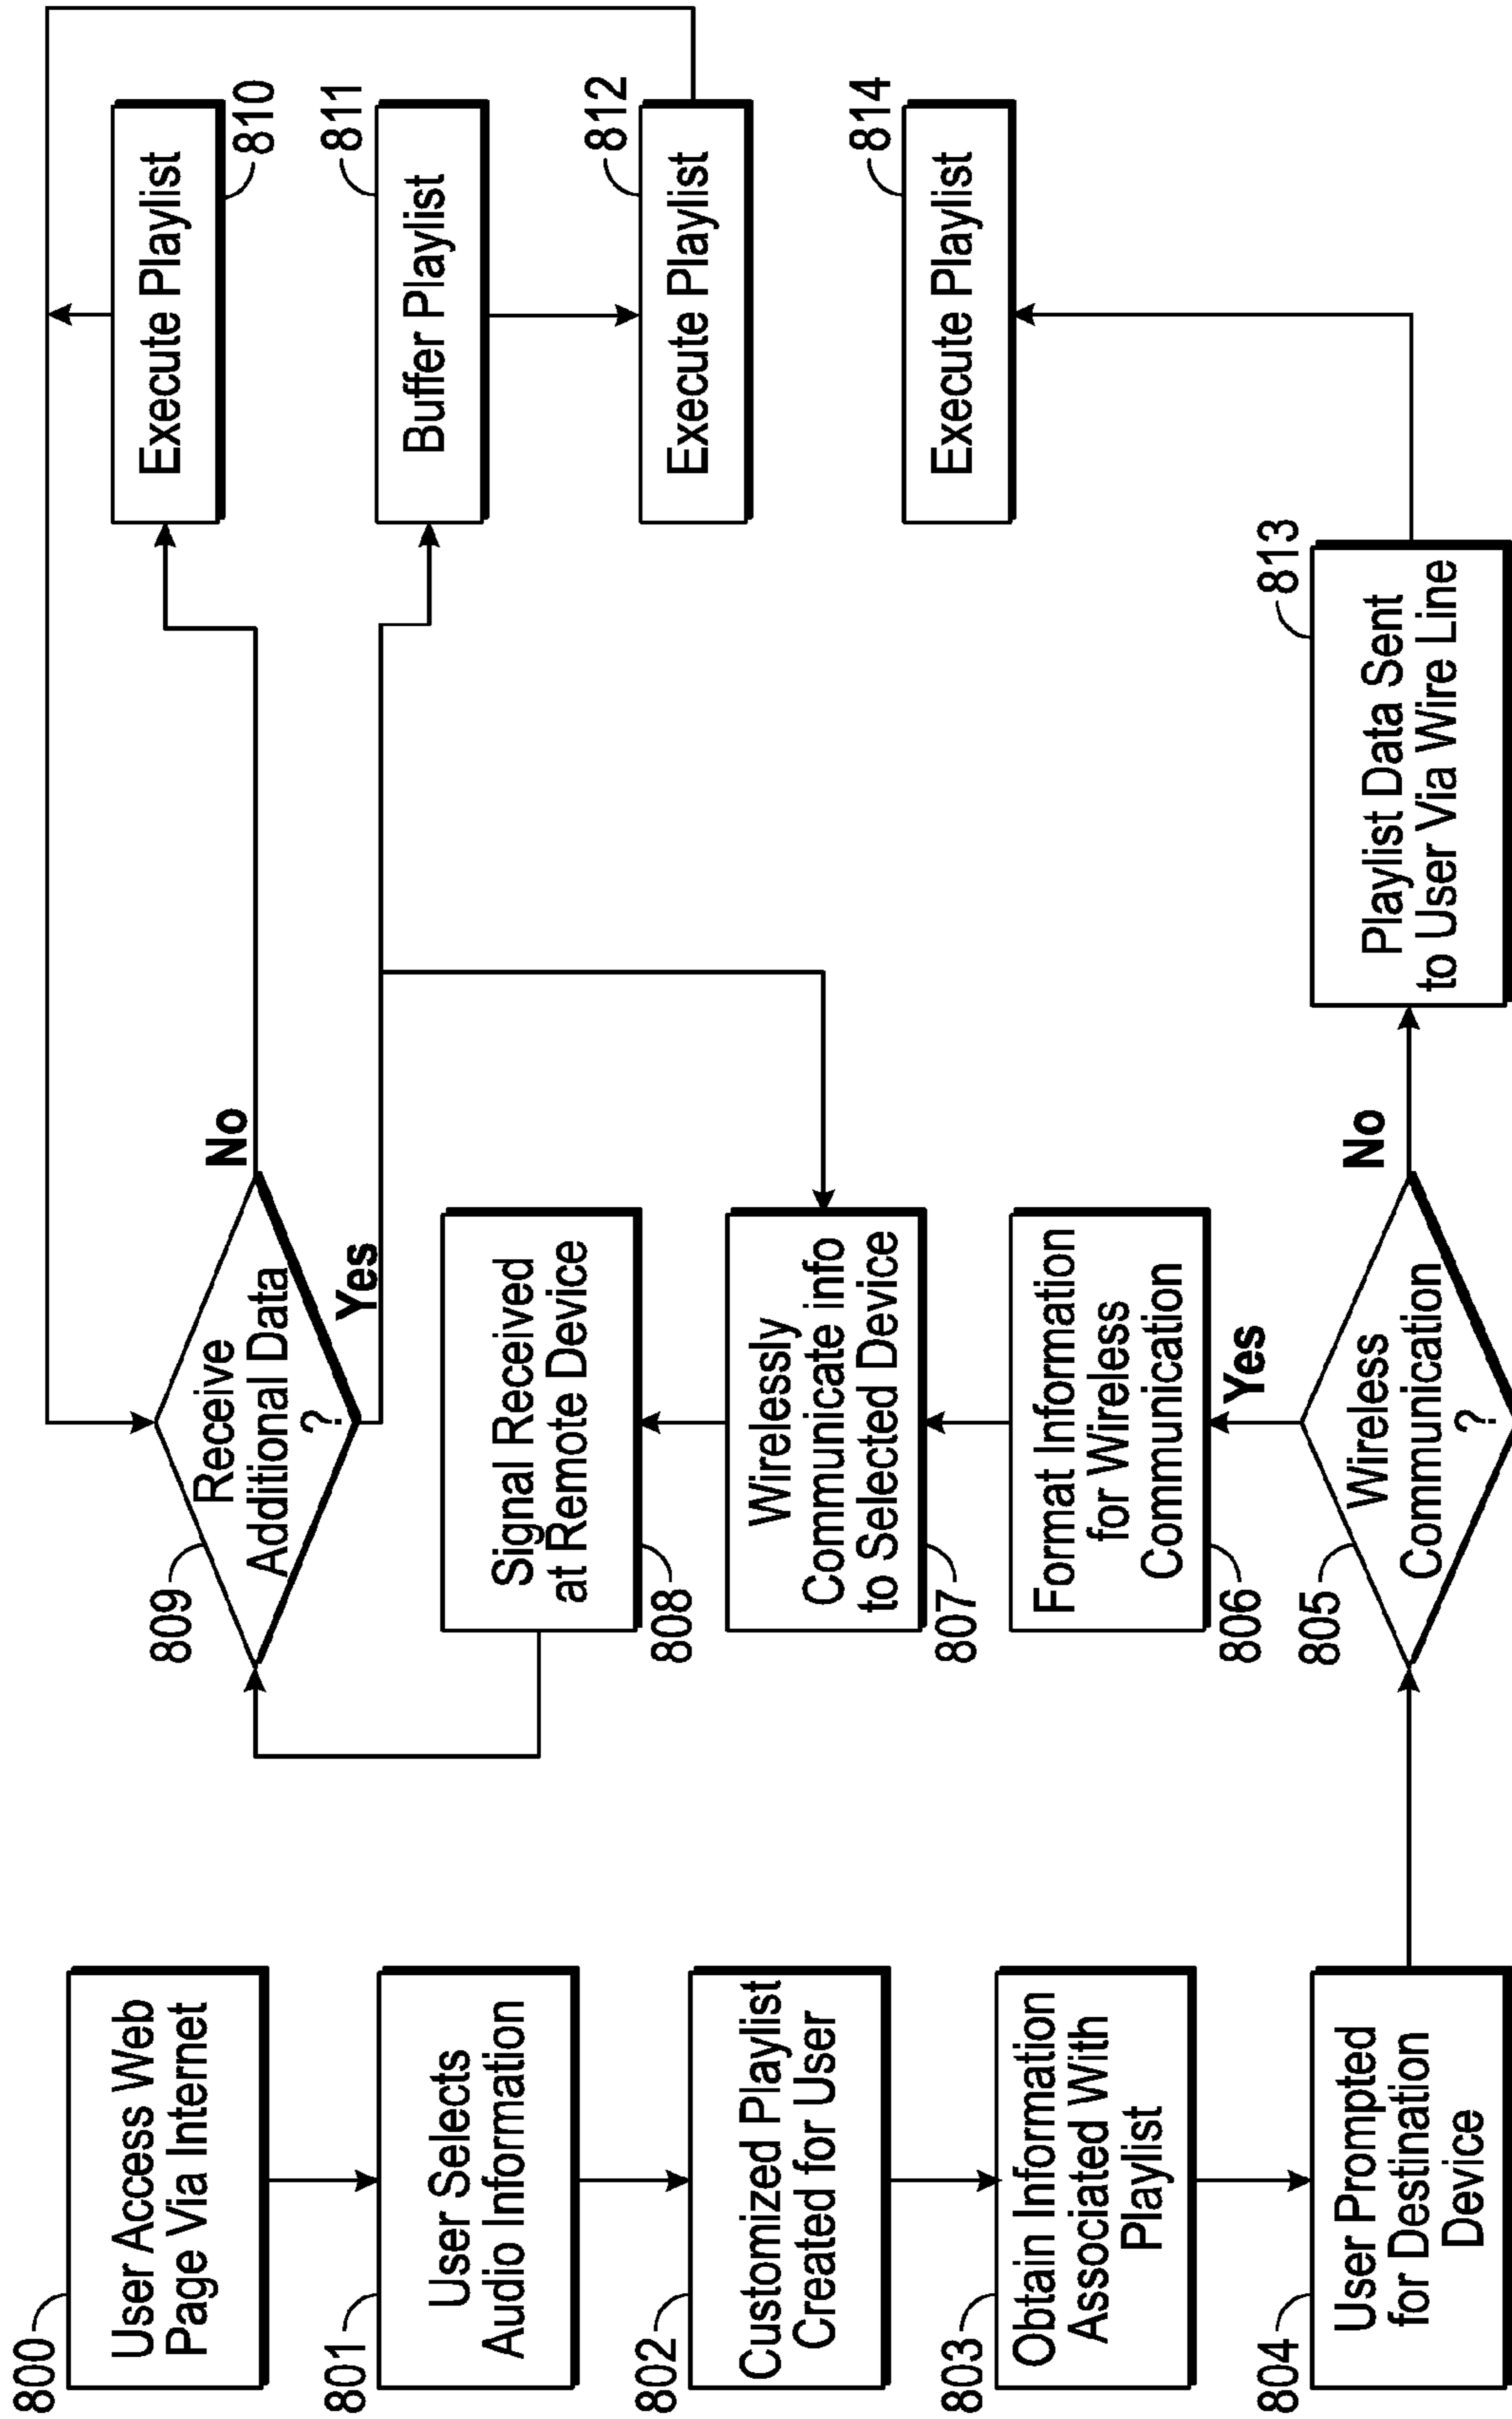 800
User Access Web
Page Via Internet
801
User Selects
Audio Information
802
Customized Playlist
Created for User
803
Obtain Information
Associated With
Playlist
804
User Prompted
for Destination
Device
805
Wireless
Communication
?
Yes
No
806
Format Information
for Wireless
Communication
807
Wirelessly
Communicate info
to Selected Device
808
Signal Received
at Remote Device
809
Receive
Additional Data
?
Yes
No
810
Execute Playlist
811
Buffer Playlist
812
Execute Playlist
813
Playlist Data Sent
to User Via Wire Line
814
Execute Playlist